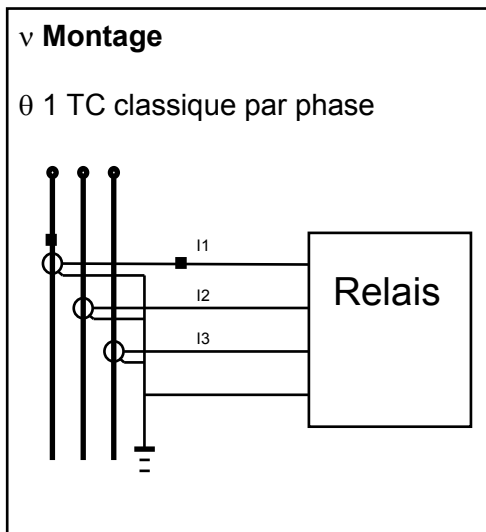 ν Montage
θ 1 TC classique par phase
I1
I2
I3
Relais